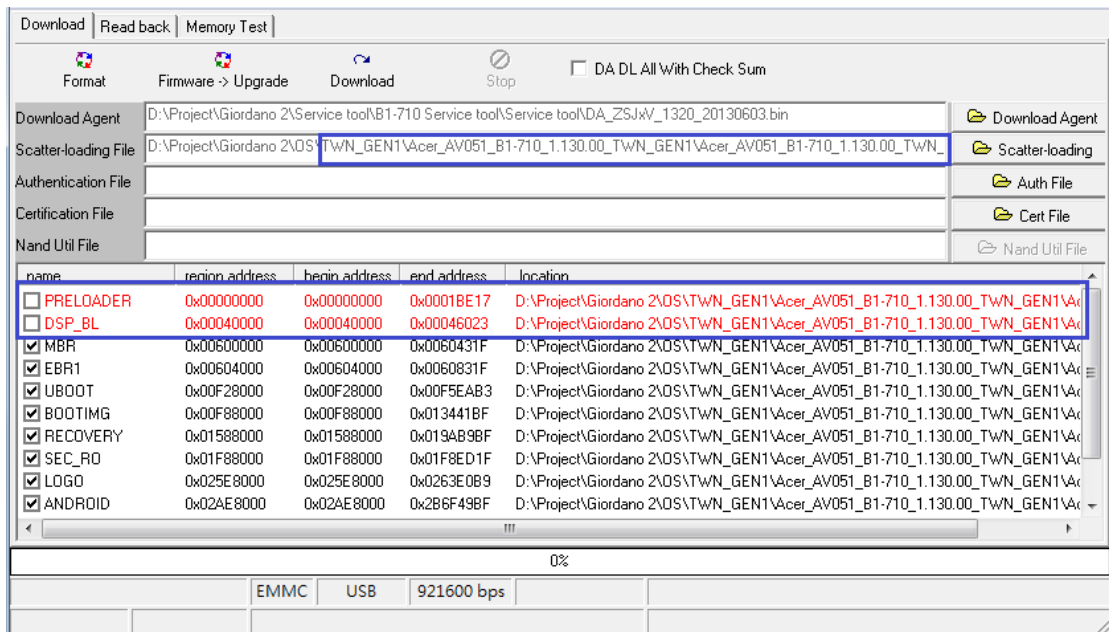 Download Read back Memory Test
Format Firmware -> Upgrade Download Stop DA DL All With Check Sum
Download Agent D:\Project\Giordano 2\Service tool\B1-710 Service tool\Service tool\DA_ZSJxV_1320_20130603.bin Download Agent
Scatter-loading File D:\Project\Giordano 2\OS\TWN_GEN1\Acer_AV051_B1-710_1.130.00_TWN_GEN1\Acer_AV051_B1-710_1.130.00_TWN_ Scatter-loading
Authentication File Auth File
Certification File Cert File
Nand Util File Nand Util File
name region address begin address end address location
PRELOADER 0x00000000 0x00000000 0x0001BE17 D:\Project\Giordano 2\OS\TWN_GEN1\Acer_AV051_B1-710_1.130.00_TWN_GEN1\Ac
DSP_BL 0x00040000 0x00040000 0x00046023 D:\Project\Giordano 2\OS\TWN_GEN1\Acer_AV051_B1-710_1.130.00_TWN_GEN1\Ac
MBR 0x00600000 0x00600000 0x0060431F D:\Project\Giordano 2\OS\TWN_GEN1\Acer_AV051_B1-710_1.130.00_TWN_GEN1\Ac
EBR1 0x00604000 0x00604000 0x0060831F D:\Project\Giordano 2\OS\TWN_GEN1\Acer_AV051_B1-710_1.130.00_TWN_GEN1\Ac
UBOOT 0x00F28000 0x00F28000 0x00F5EAB3 D:\Project\Giordano 2\OS\TWN_GEN1\Acer_AV051_B1-710_1.130.00_TWN_GEN1\Ac
BOOTIMG 0x00F88000 0x00F88000 0x013441BF D:\Project\Giordano 2\OS\TWN_GEN1\Acer_AV051_B1-710_1.130.00_TWN_GEN1\Ac
RECOVERY 0x01588000 0x01588000 0x019AB9BF D:\Project\Giordano 2\OS\TWN_GEN1\Acer_AV051_B1-710_1.130.00_TWN_GEN1\Ac
SEC_RO 0x01F88000 0x01F88000 0x01F8ED1F D:\Project\Giordano 2\OS\TWN_GEN1\Acer_AV051_B1-710_1.130.00_TWN_GEN1\Ac
LOGO 0x025E8000 0x025E8000 0x0263E0B9 D:\Project\Giordano 2\OS\TWN_GEN1\Acer_AV051_B1-710_1.130.00_TWN_GEN1\Ac
ANDROID 0x02AE8000 0x02AE8000 0x2B6F49BF D:\Project\Giordano 2\OS\TWN_GEN1\Acer_AV051_B1-710_1.130.00_TWN_GEN1\Ac
0%
EMMC USB 921600 bps